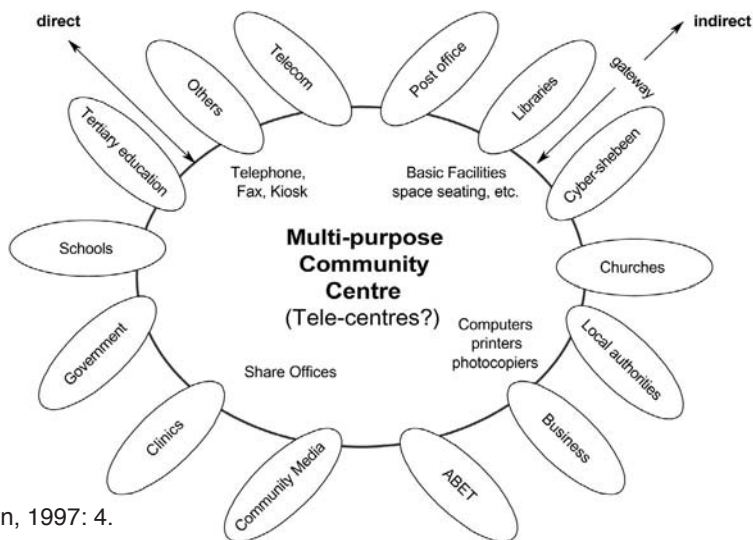 direct
indirect
gateway
Telecom
Post office
Others
Libraries
Tertiary education
Cyber-shebeen
Telephone,
Fax, Kiosk
Basic Facilities
space seating, etc.
Schools
Multi-purpose
Community
Centre
(Tele-centres?)
Churches
Computers
printers
photocopiers
Government
Local authorities
Share Offices
Clinics
Business
Community Media
ABET
n, 1997: 4.